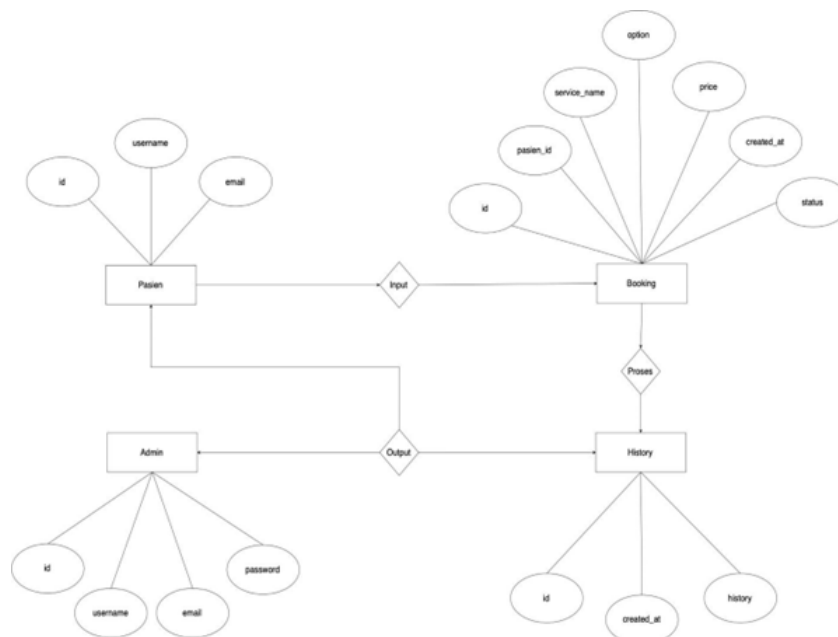 option
service_name
price
username
pasien_id
created_at
id
email
id
status
Pasien
Input
Booking
Proses
Admin
Output
History
id
password
username
email
id
created_at
history